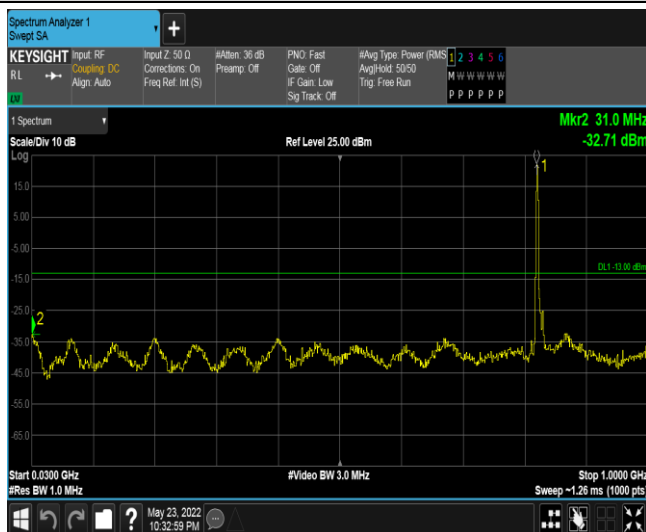 Spectrum Analyzer 1
Swept SA
+
KEYSIGHT
RL
Input: RF
Coupling: DC
Align: Auto
Input Z: 50 Ω
Corrections: On
Freq Ref: Int (S)
#Atten: 36 dB
Preamp: Off
PNO: Fast
Gate: Off
IF Gain: Low
Sig Track: Off
#Avg Type: Power (RMS
Avg|Hold: 50/50
Trig: Free Run
1 2 3 4 5 6
M W W W W W
P P P P P P
1 Spectrum
Scale/Div 10 dB
Ref Level 25.00 dBm
Mkr2 31.0 MHz
-32.71 dBm
Log
15.0
5.00
-5.00
-15.0
-25.0
-35.0
-45.0
-55.0
-65.0
1
DL1 -13.00 dBm
2
Start 0.0300 GHz
#Res BW 1.0 MHz
#Video BW 3.0 MHz
Stop 1.0000 GHz
Sweep ~1.26 ms (1000 pts)
?
May 23, 2022
10:32:59 PM